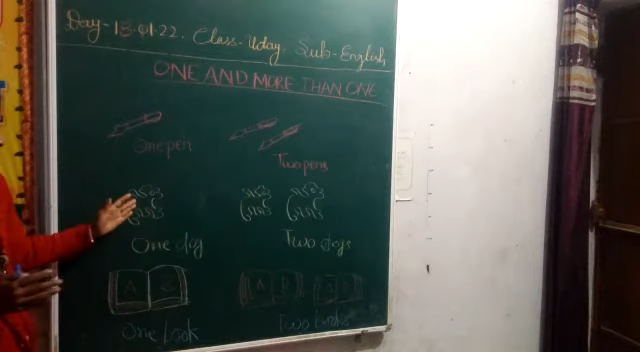 Day-18.01.22. Class-Uday, Sub-English
ONE AND MORE THAN ONE
One pen
Two pens
One dog
Two dogs
A
A B
One book
Two books